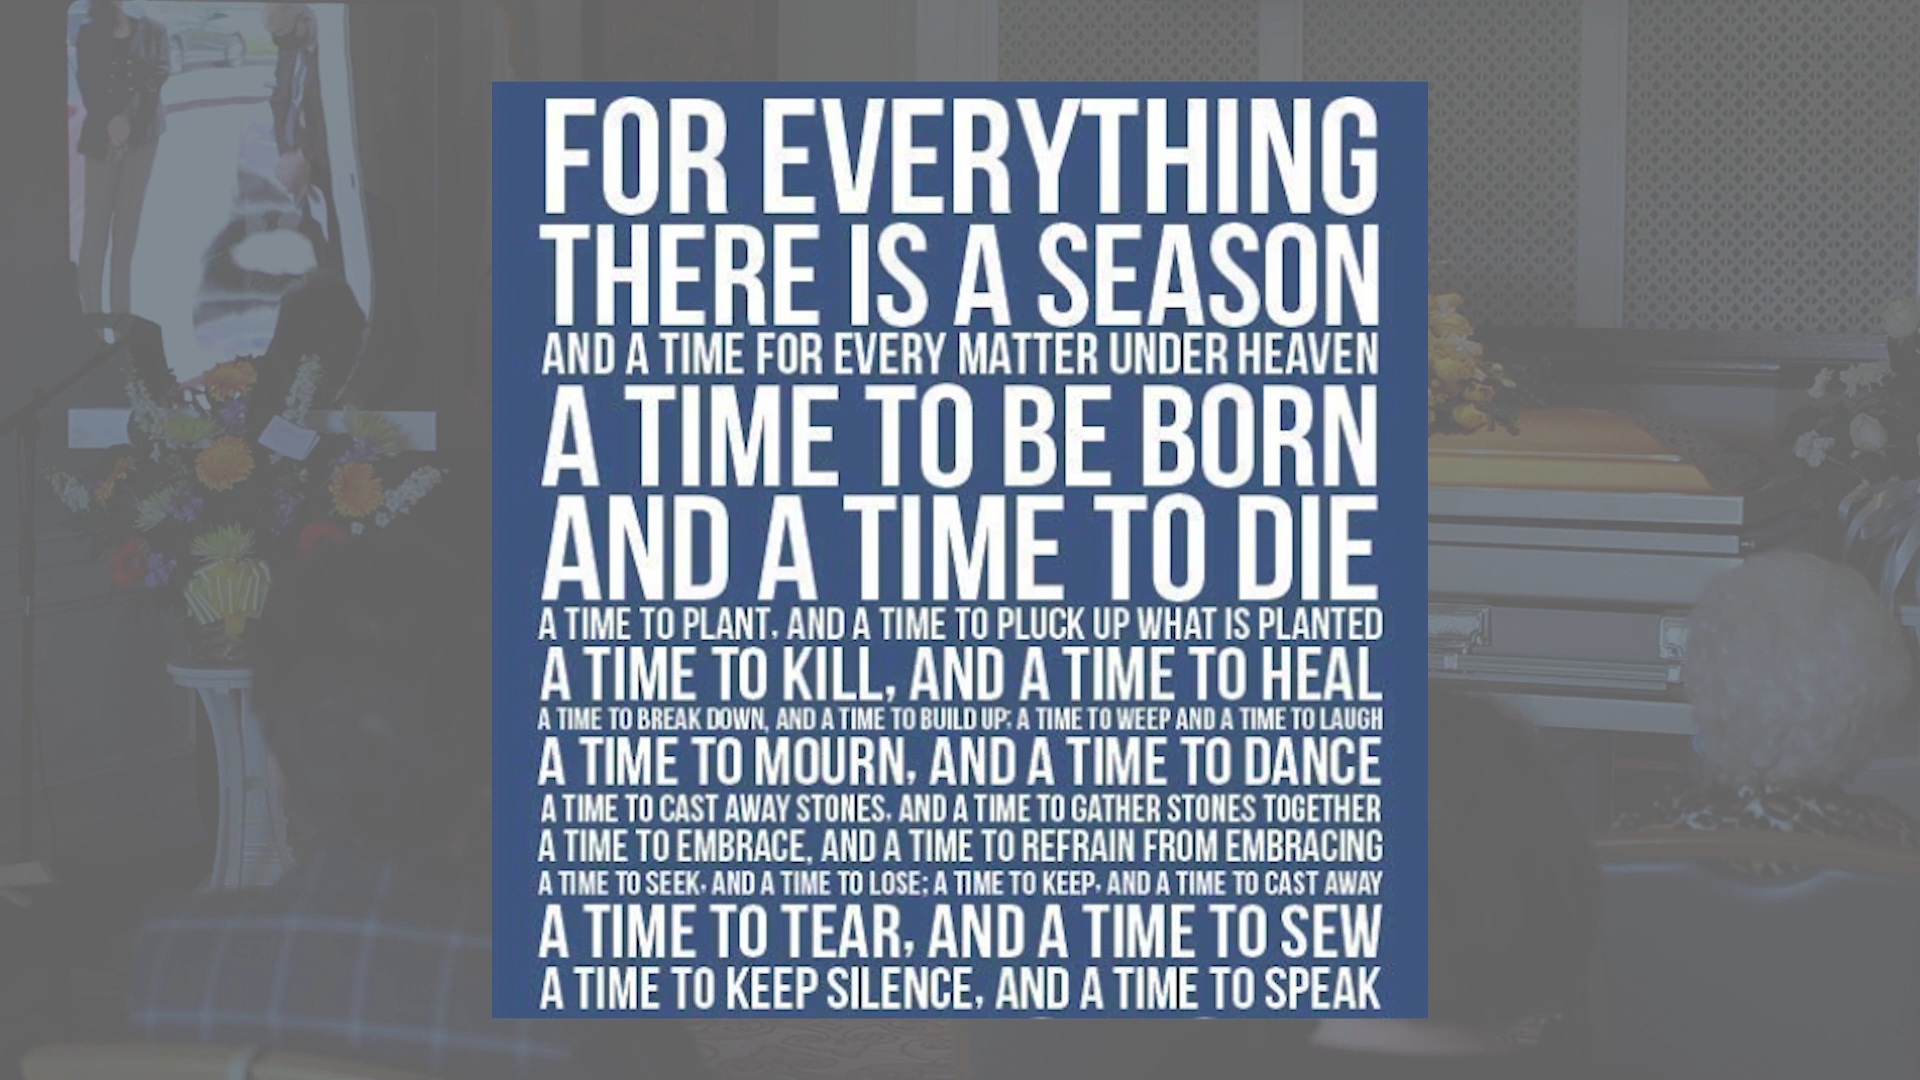 FOR EVERYTHING
THERE IS A SEASON
AND A TIME FOR EVERY MATTER UNDER HEAVEN
A TIME TO BE BORN
AND A TIME TO DIE
A TIME TO PLANT, AND A TIME TO PLUCK UP WHAT IS PLANTED
A TIME TO KILL, AND A TIME TO HEAL
A TIME TO BREAK DOWN, AND A TIME TO BUILD UP; A TIME TO WEEP AND A TIME TO LAUGH
A TIME TO MOURN, AND A TIME TO DANCE
A TIME TO CAST AWAY STONES, AND A TIME TO GATHER STONES TOGETHER
A TIME TO EMBRACE, AND A TIME TO REFRAIN FROM EMBRACING
A TIME TO SEEK, AND A TIME TO LOSE; A TIME TO KEEP, AND A TIME TO CAST AWAY
A TIME TO TEAR, AND A TIME TO SEW
A TIME TO KEEP SILENCE, AND A TIME TO SPEAK